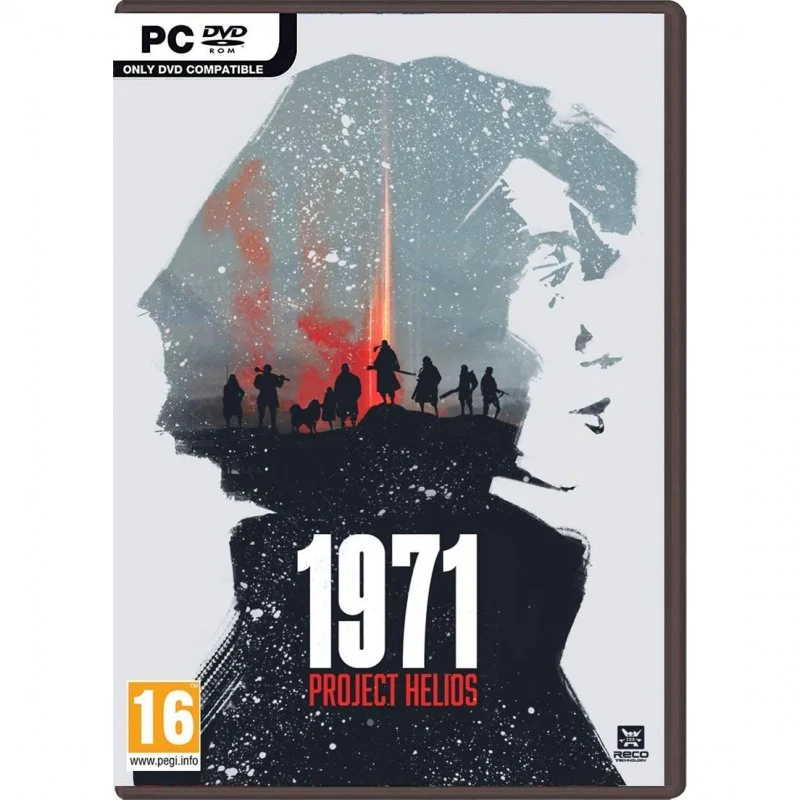 PC DVD
ROM
ONLY DVD COMPATIBLE
1971
PROJECT HELIOS
16
www.pegi.info
RECO
TECHNOLOGY